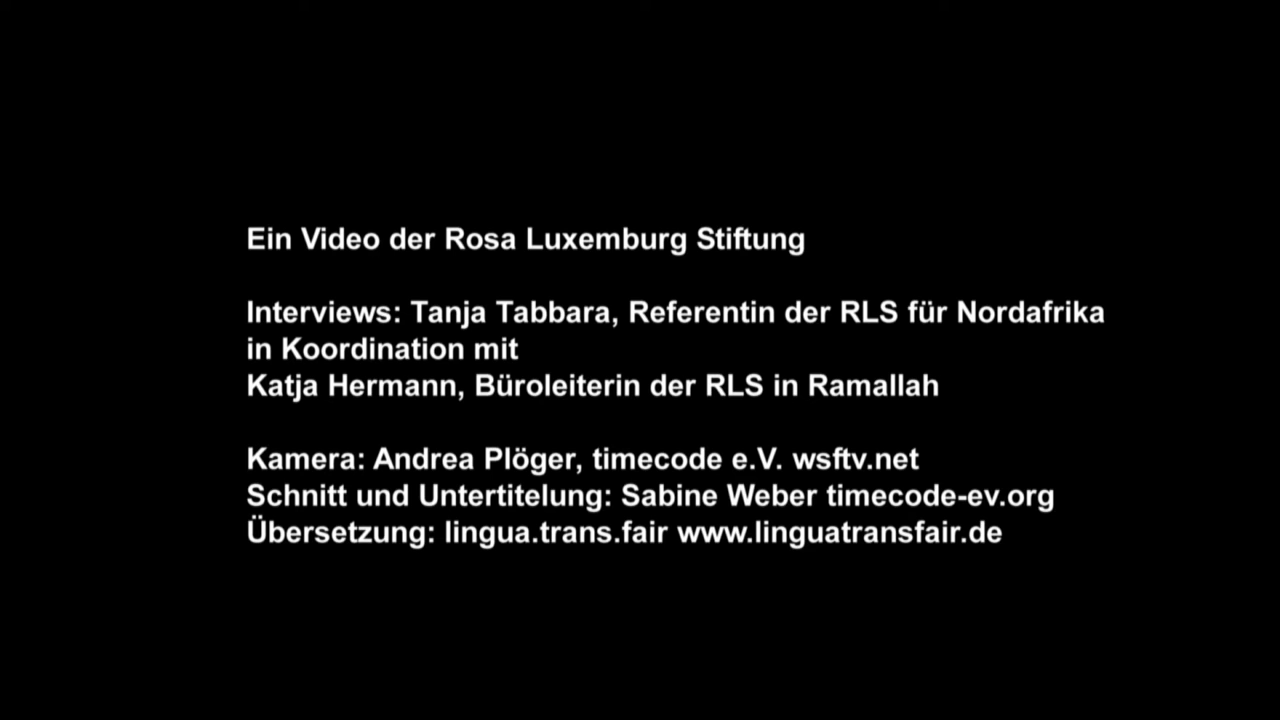 Ein Video der Rosa Luxemburg Stiftung
Interviews: Tanja Tabbara, Referentin der RLS für Nordafrika
in Koordination mit
Katja Hermann, Büroleiterin der RLS in Ramallah
Kamera: Andrea Plöger, timecode e.V. wsftv.net
Schnitt und Untertitelung: Sabine Weber timecode-ev.org
Übersetzung: lingua.trans.fair www.linguatransfair.de